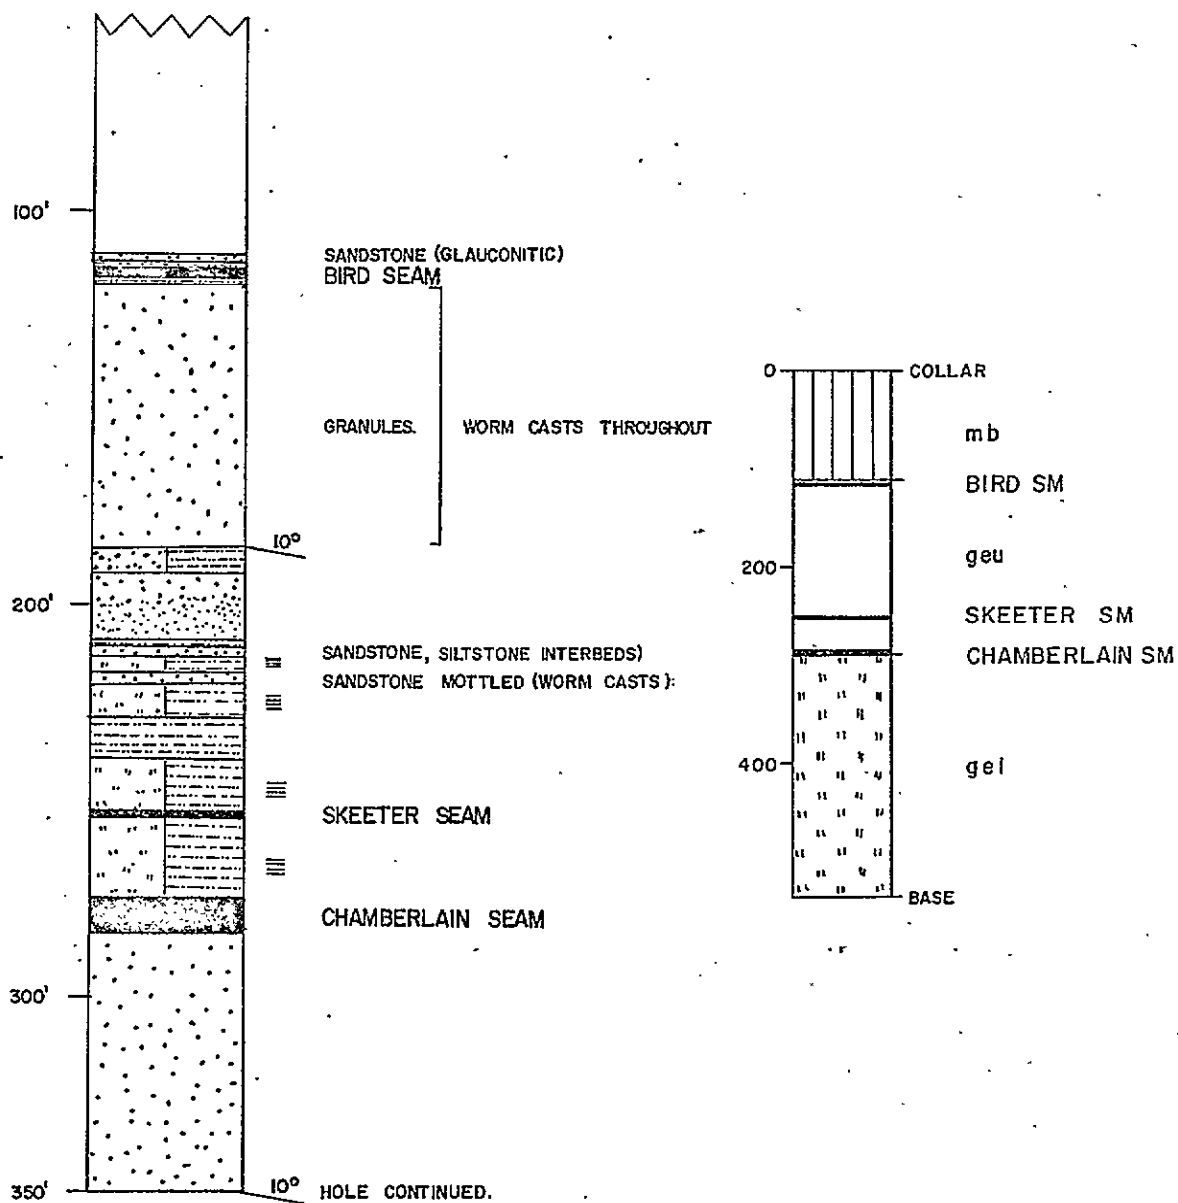 100'
SANDSTONE (GLAUCONITIC)
BIRD SEAM
GRANULES.
WORM CASTS THROUGHOUT
10°
200'
SANDSTONE, SILTSTONE INTERBEDS)
SANDSTONE MOTTLED (WORM CASTS):
SKEETER SEAM
CHAMBERLAIN SEAM
300'
350'
10°
HOLE CONTINUED.
0
COLLAR
mb
BIRD SM
geu
200
SKEETER SM
CHAMBERLAIN SM
400
gel
BASE